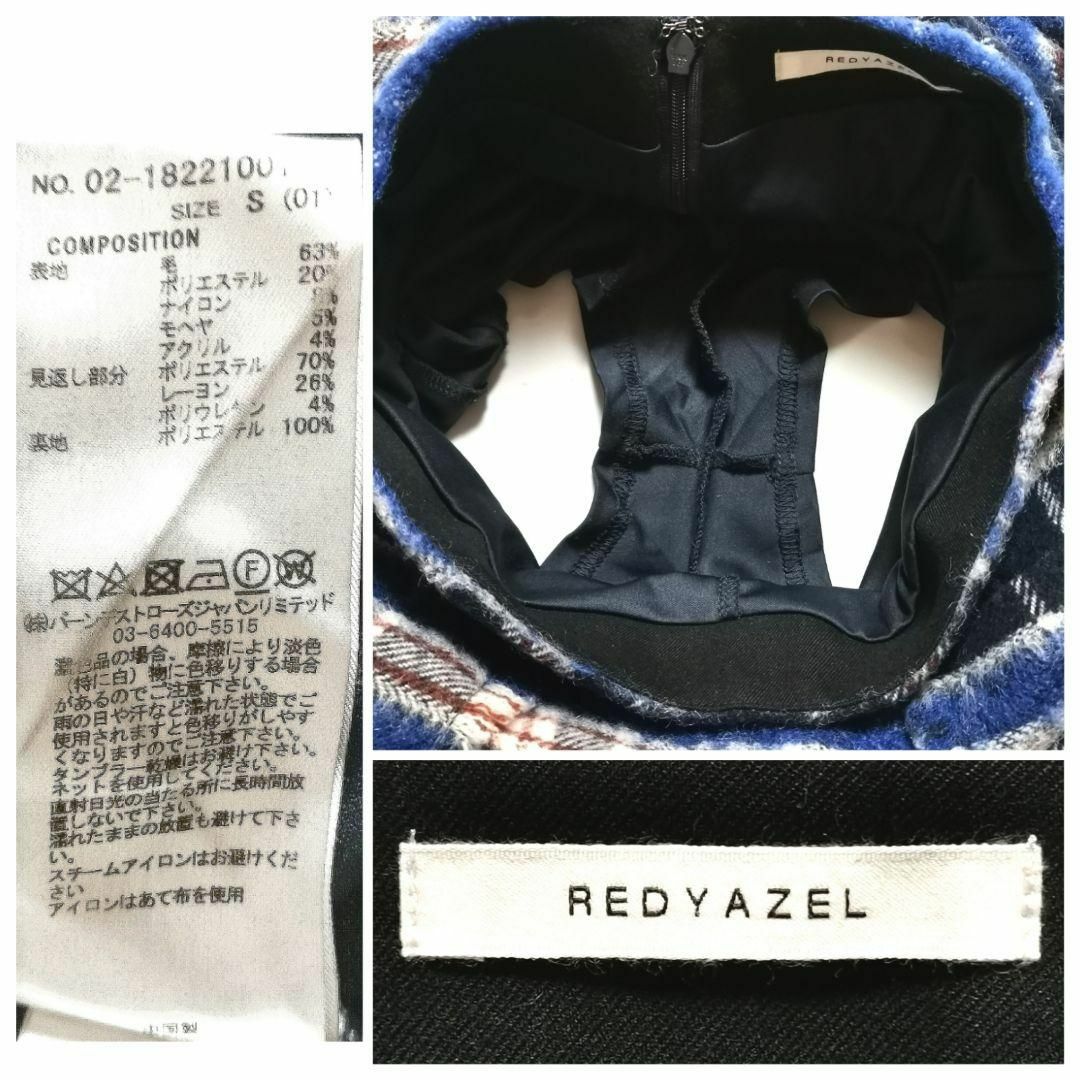 NO. 02-1822100
SIZE S (01)
COMPOSITION
表地 毛 63%
ポリエステル 20%
ナイロン %
モヘヤ 5%
アクリル 4%
見返し部分 ポリエステル 70%
レーヨン 26%
ポリウレタン 4%
裏地 ポリエステル 100%
㈱バーンデストローズジャパンリミテッド
03-6400-5515
濃色品の場合、摩擦により淡色
(特に白)物に色移りする場合
があるのでご注意下さい。
雨の日や汗など濡れた状態でご
使用されますと色移りがしやす
くなりますのでご注意下さい。
タンブラー乾燥はお避け下さい。
ネットを使用してください。
直射日光の当たる所に長時間放
置しないで下さい。
濡れたままの放置も避けて下さ
い。
スチームアイロンはお避けくだ
さい
アイロンはあて布を使用
REDYAZEL
REDYAZEL